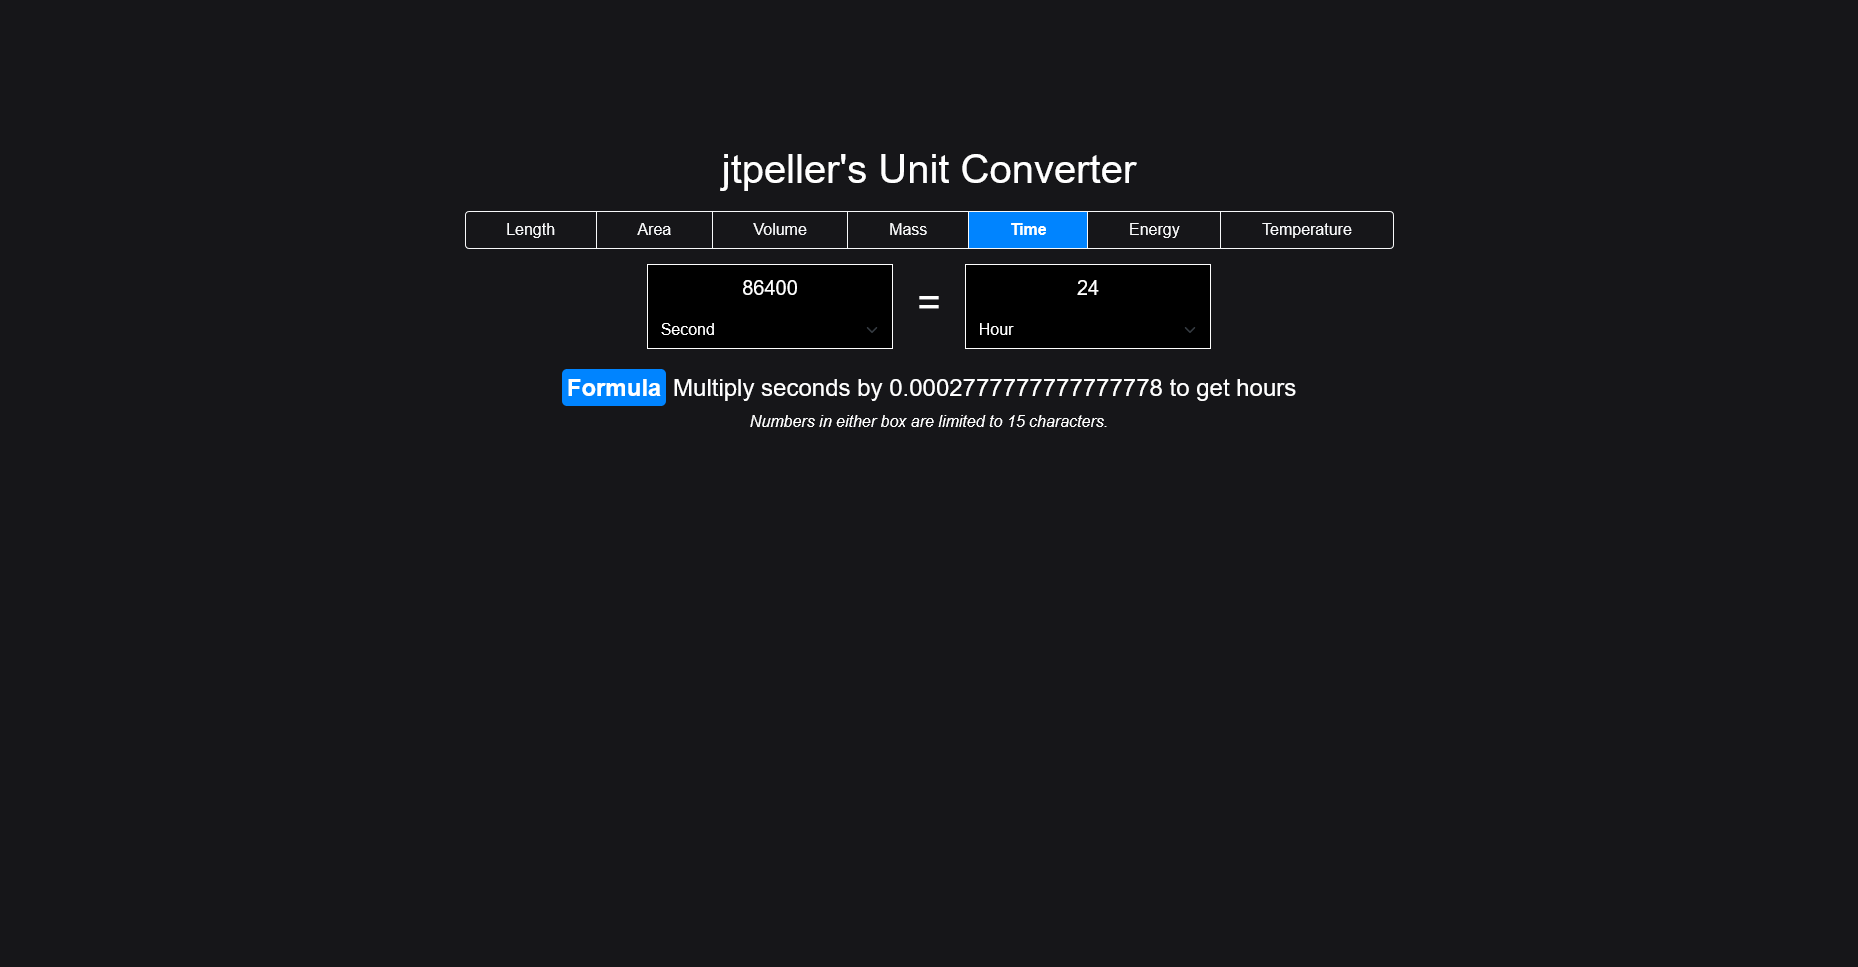 jtpeller's Unit Converter
Length Area Volume Mass Time Energy Temperature
86400 = 24
Second Hour
Formula Multiply seconds by 0.0002777777777777778 to get hours
Numbers in either box are limited to 15 characters.